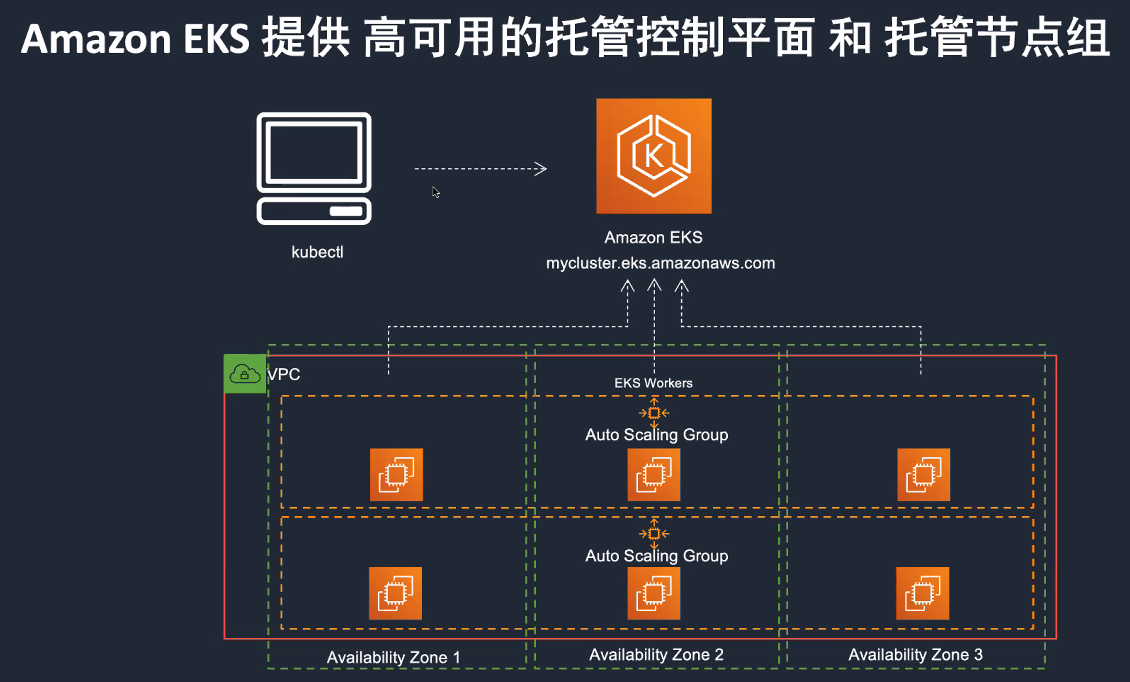 Amazon EKS 提供 高可用的托管控制平面 和 托管节点组
kubectl
K
Amazon EKS
mycluster.eks.amazonaws.com
VPC
EKS Workers
Auto Scaling Group
Auto Scaling Group
Availability Zone 1
Availability Zone 2
Availability Zone 3